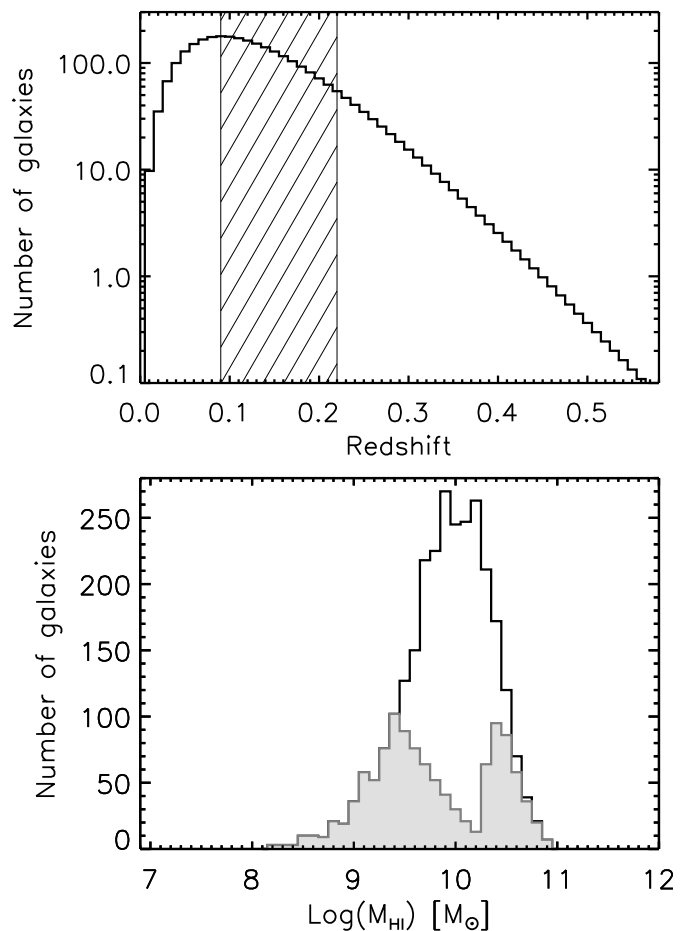 Number of galaxies
100.0
10.0
1.0
0.1
0.0 0.1 0.2 0.3 0.4 0.5
Redshift
Number of galaxies
250
200
150
100
50
0
7 8 9 10 11 12
Log(M_HI) [M_⊙]